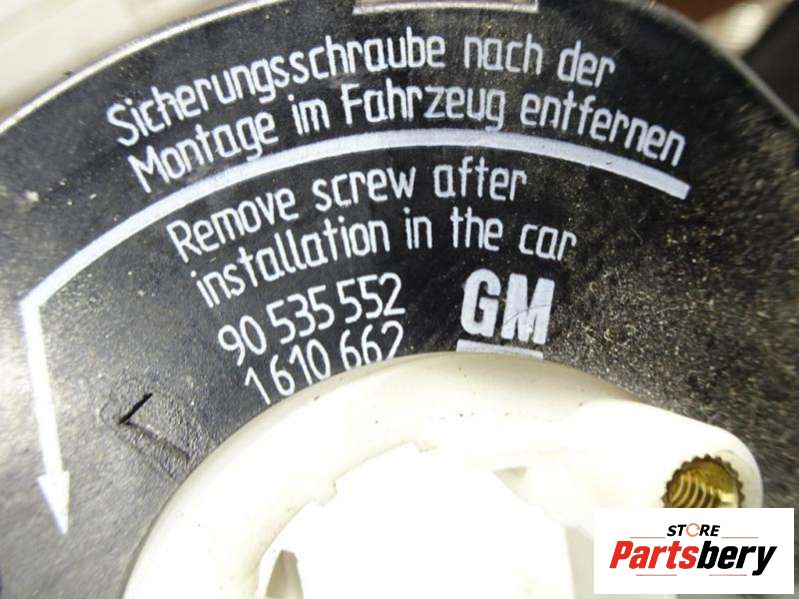 Sicherungsschraube nach der
Montage im Fahrzeug entfernen
Remove screw after
installation in the car
90 535 552
1 610 662
GM
STORE
Partsbery